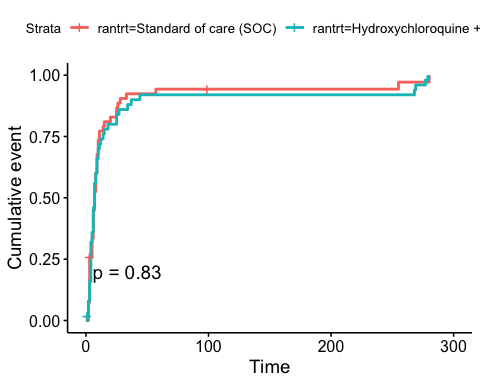 Strata rantrt=Standard of care (SOC) rantrt=Hydroxychloroquine +
1.00
0.75
0.50
0.25
0.00
p = 0.83
0 100 200 300
Time
Cumulative event